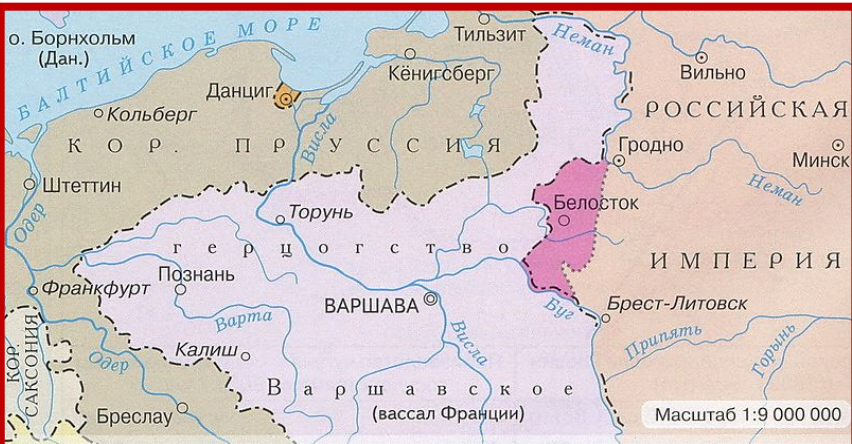 о. Борнхольм
(Дан.)
БАЛТИЙСКОЕ МОРЕ
Тильзит
Неман
Кёнигсберг
Вильно
Данциг
Кольберг
РОССИЙСКАЯ
КОР. ПРУССИЯ
Висла
Гродно
Минск
Штеттин
Неман
Одер
Торунь
Белосток
герцогство
ИМПЕРИЯ
Познань
Франкфурт
ВАРШАВА
Буг
Брест-Литовск
Варта
Висла
Припять
Горынь
КОР.
САКСОНИЯ
Одер
Калиш
Варшавское
(вассал Франции)
Бреслау
Масштаб 1:9 000 000